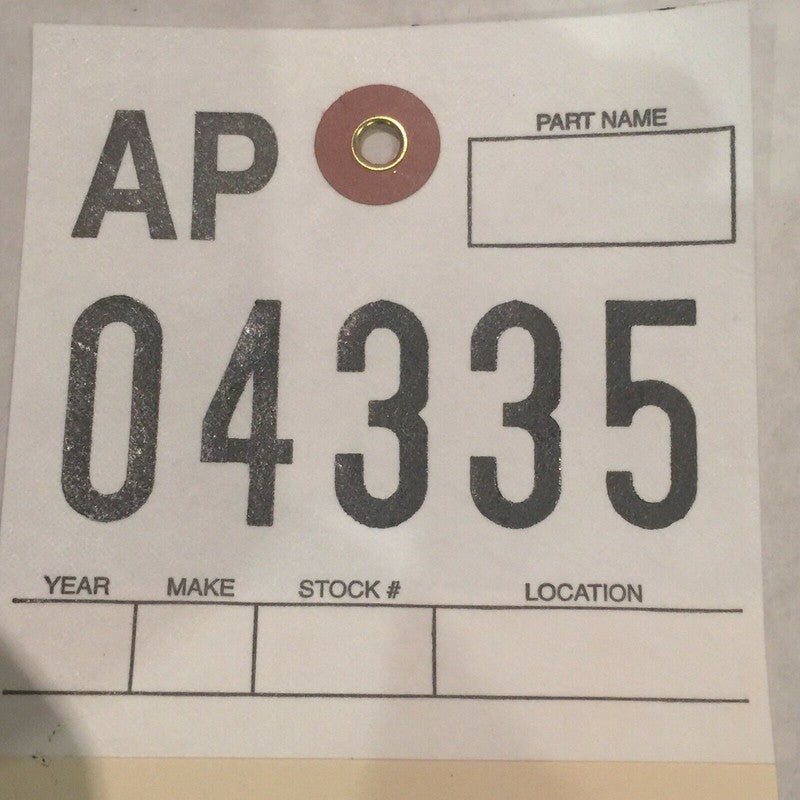 AP
PART NAME
04335
YEAR MAKE STOCK # LOCATION